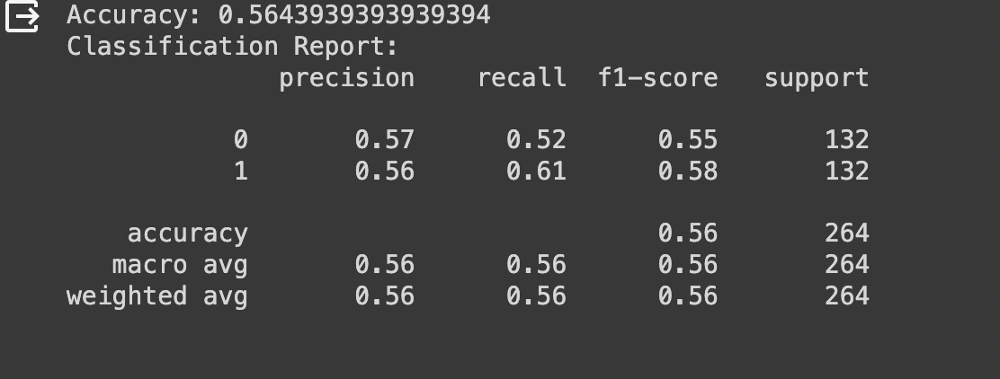 Accuracy: 0.5643939393939394
Classification Report:
precision recall f1-score support
0 0.57 0.52 0.55 132
1 0.56 0.61 0.58 132
accuracy 0.56 264
macro avg 0.56 0.56 0.56 264
weighted avg 0.56 0.56 0.56 264